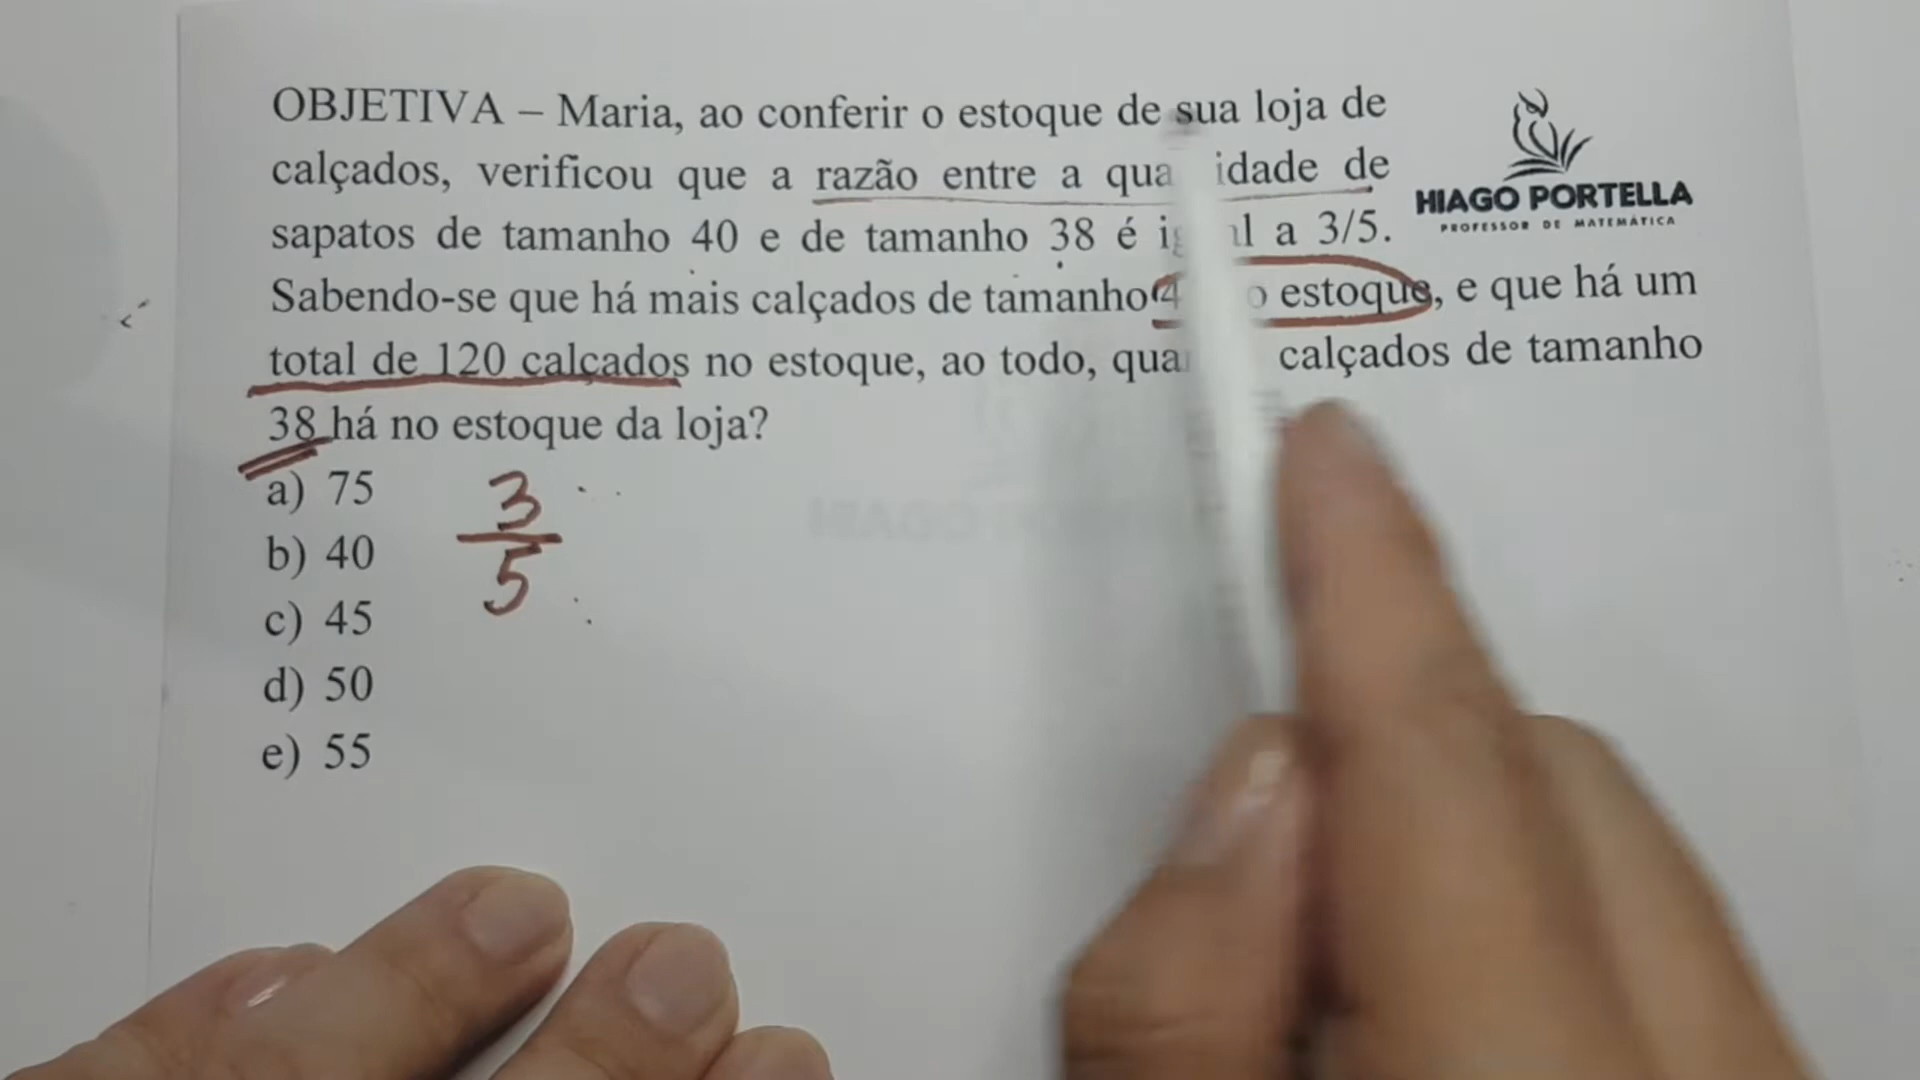 OBJETIVA – Maria, ao conferir o estoque de sua loja de
calçados, verificou que a razão entre a qua idade de
sapatos de tamanho 40 e de tamanho 38 é a 3/5.
Sabendo-se que há mais calçados de tamanho 4 o estoque, e que há um
total de 120 calçados no estoque, ao todo, calçados de tamanho
38 há no estoque da loja?
a) 75
b) 40
c) 45
d) 50
e) 55
3
5
HIAGO PORTELLA
PROFESSOR DE MATEMÁTICA